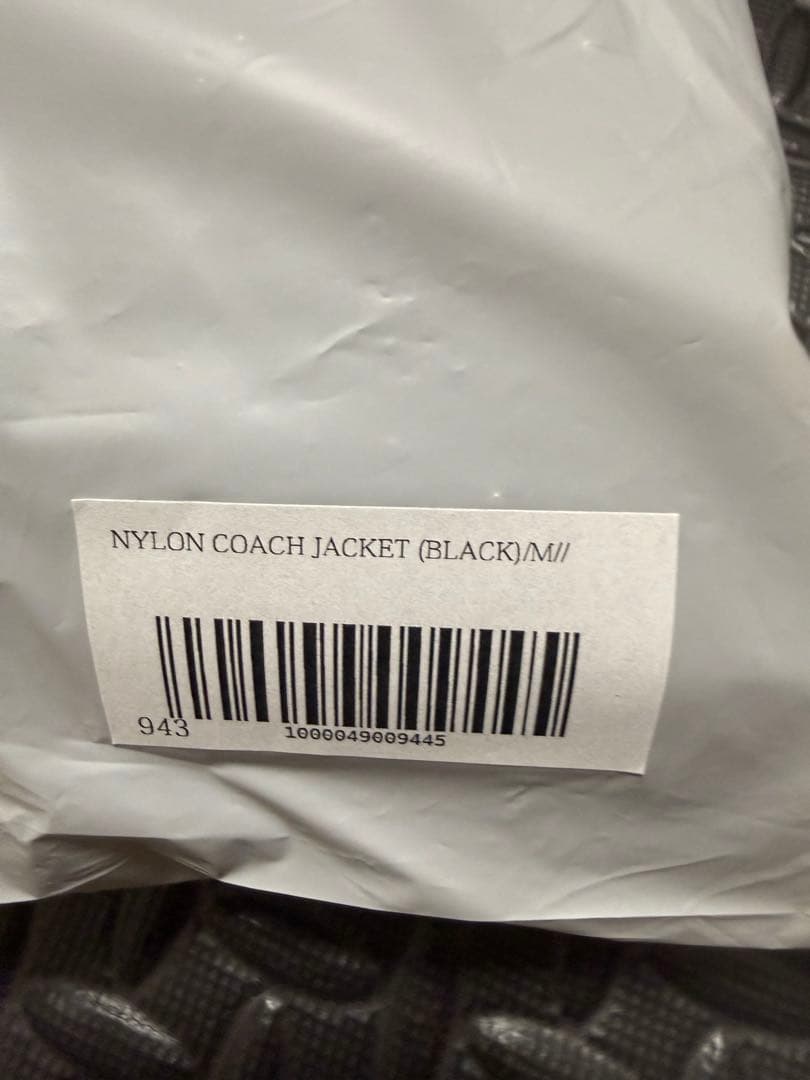 NYLON COACH JACKET (BLACK)/M//
943
1000049009445